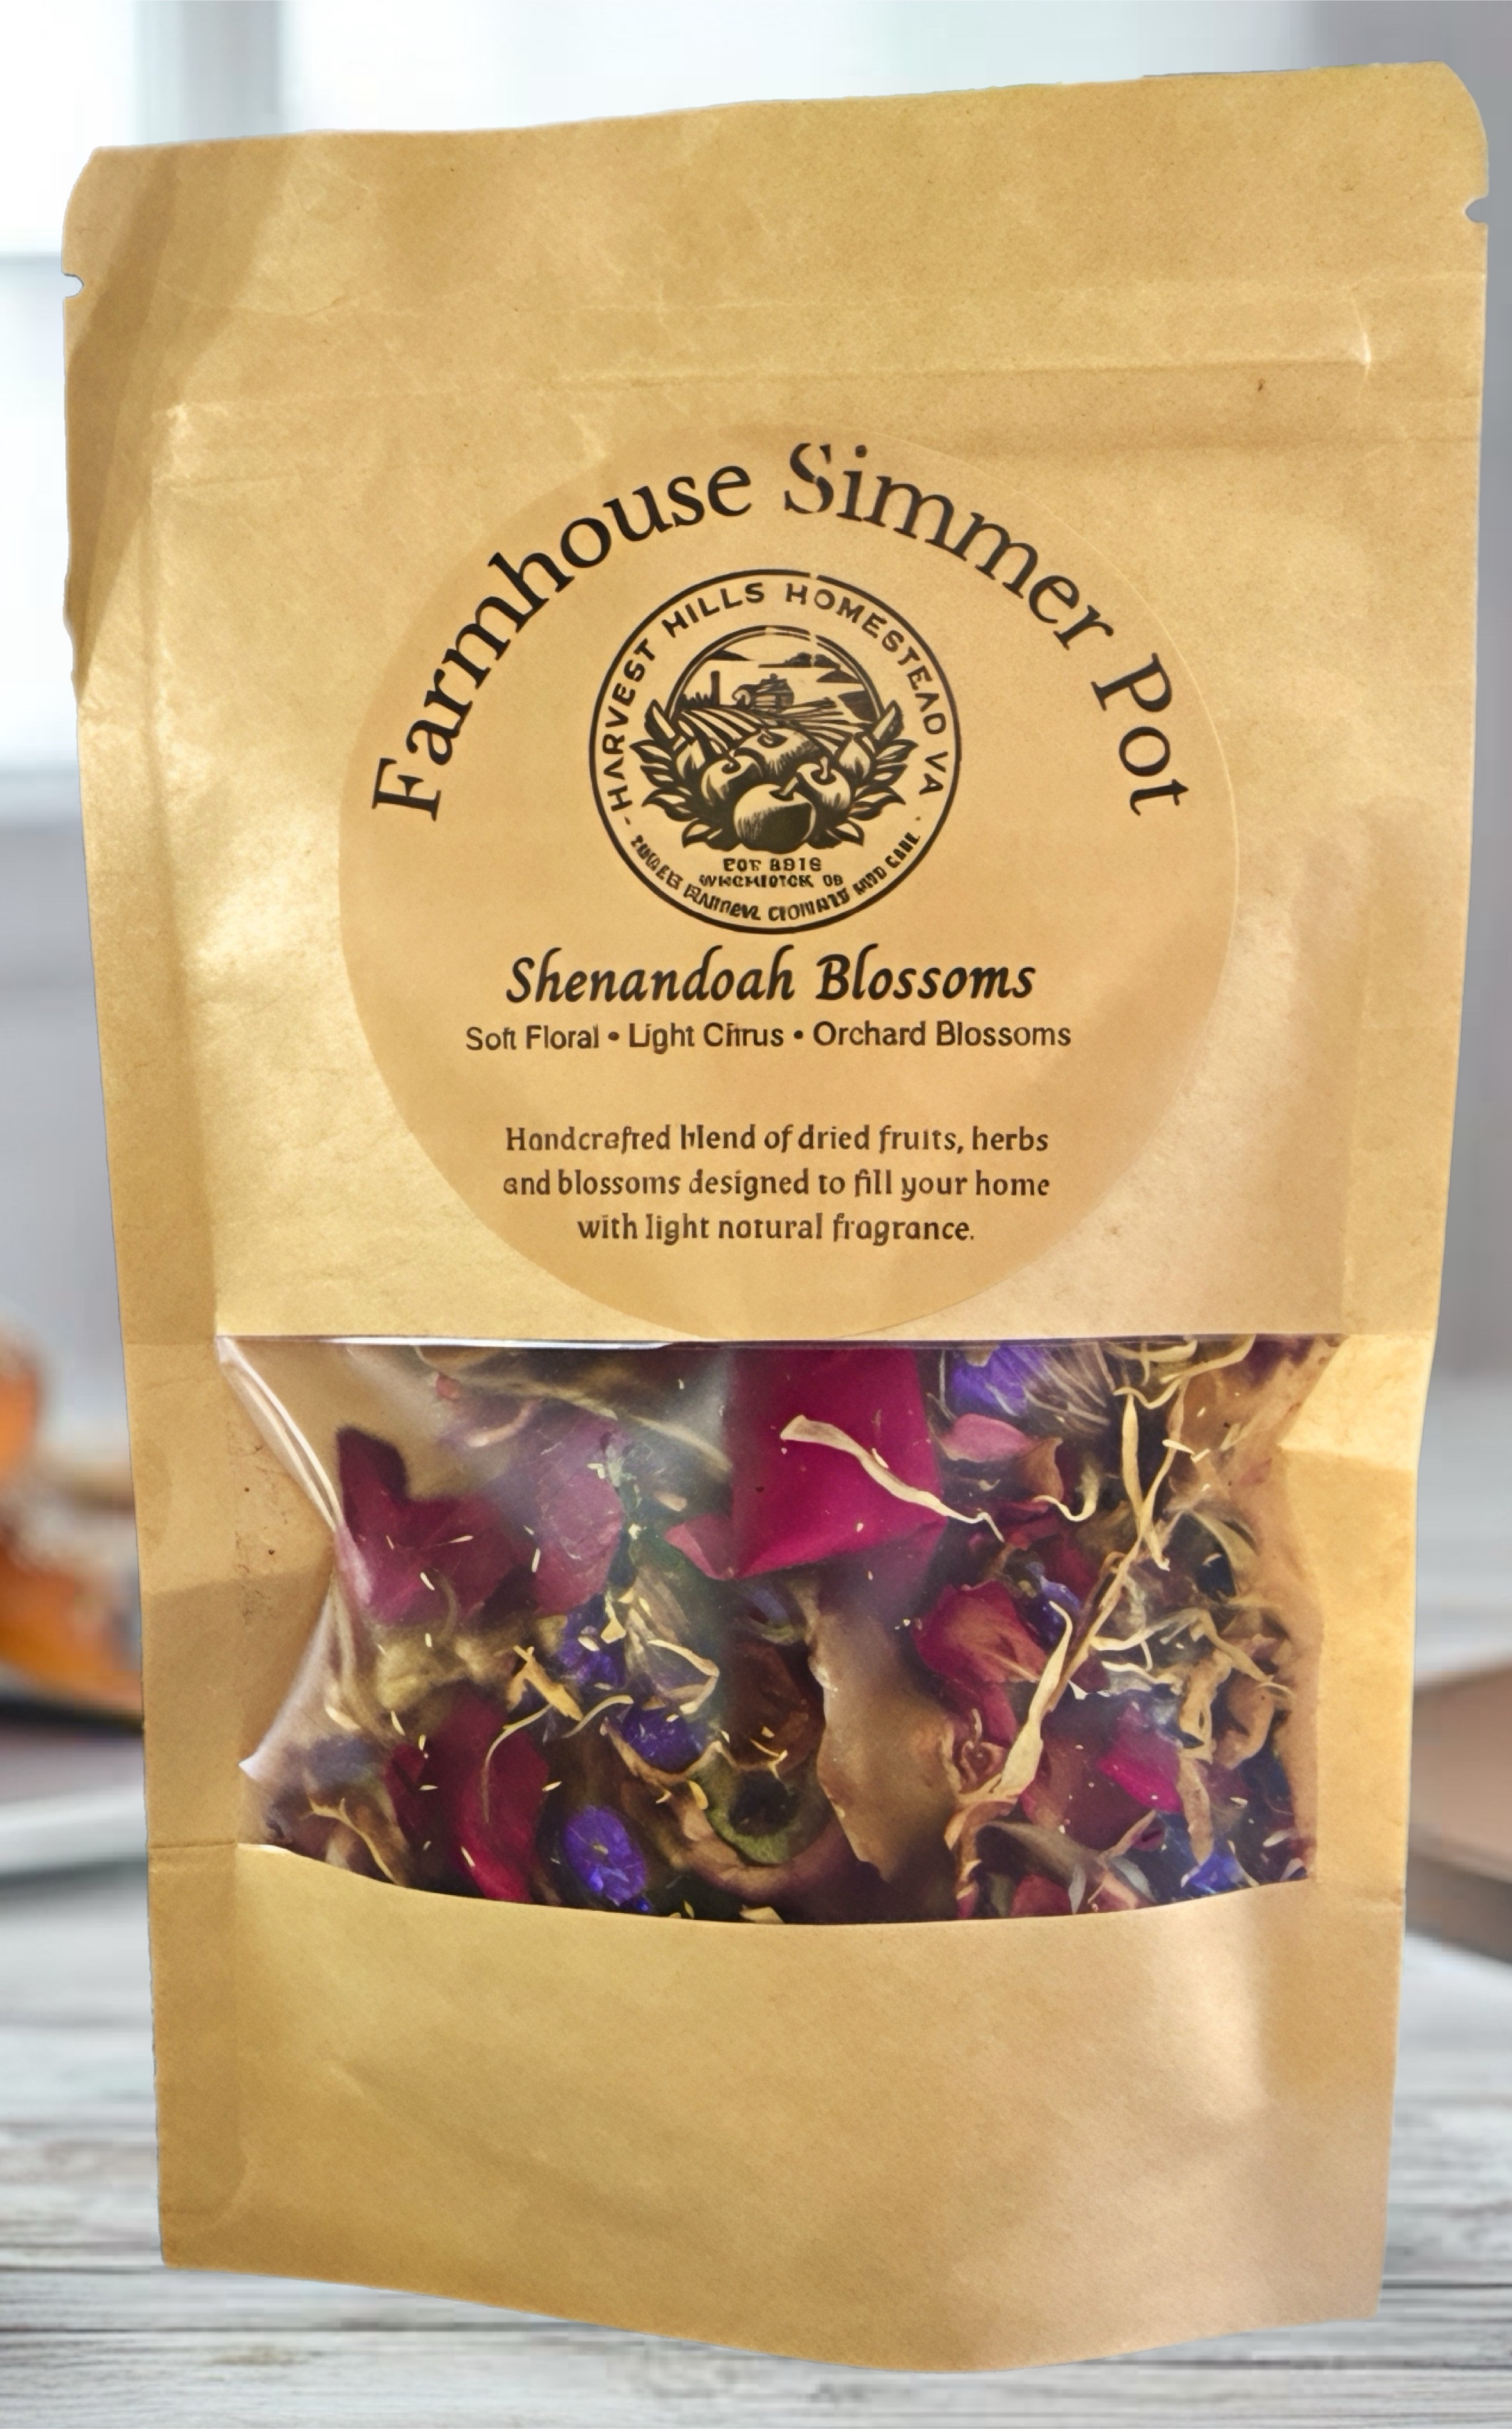 Farmhouse Simmer Pot
HARVEST HILLS HOMESTEAD VA
Shenandoah Blossoms
Soft Floral • Light Citrus • Orchard Blossoms
Handcrafted blend of dried fruits, herbs
and blossoms designed to fill your home
with light natural fragrance.